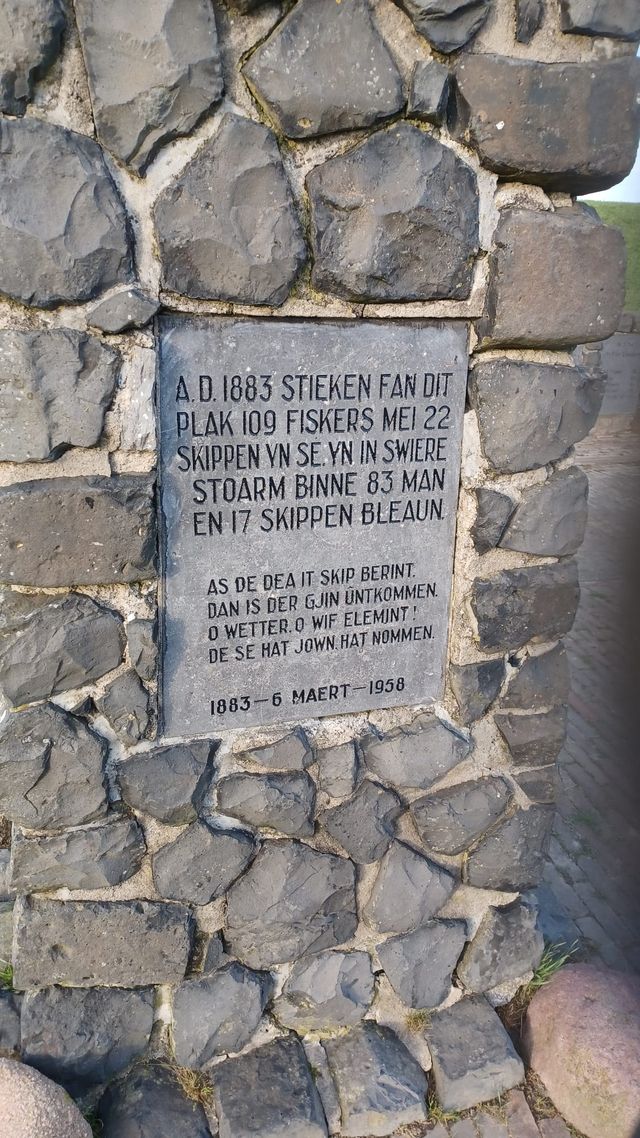 A.D. 1883 STIEKEN FAN DIT
PLAK 109 FISKERS MEI 22
SKIPPEN YN SE. YN IN SWIERE
STOARM BINNE 83 MAN
EN 17 SKIPPEN BLEAUN.
AS DE DEA IT SKIP BERINT.
DAN IS DER GJIN ÛNTKOMMEN.
O WETTER. O WIF ELEMINT!
DE SE HAT JOWN. HAT NOMMEN.
1883-6 MAERT-1958